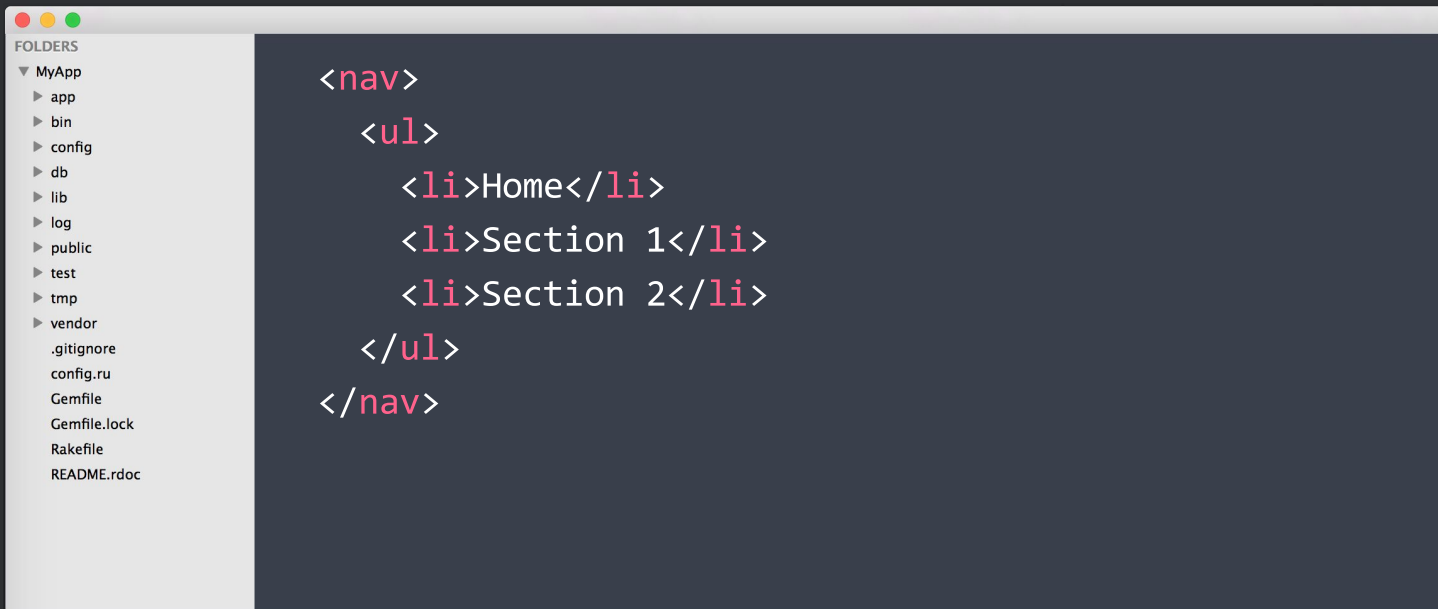 FOLDERS
MyApp
app
bin
config
db
lib
log
public
test
tmp
vendor
.gitignore
config.ru
Gemfile
Gemfile.lock
Rakefile
README.rdoc
<nav>
  <ul>
    <li>Home</li>
    <li>Section 1</li>
    <li>Section 2</li>
  </ul>
</nav>